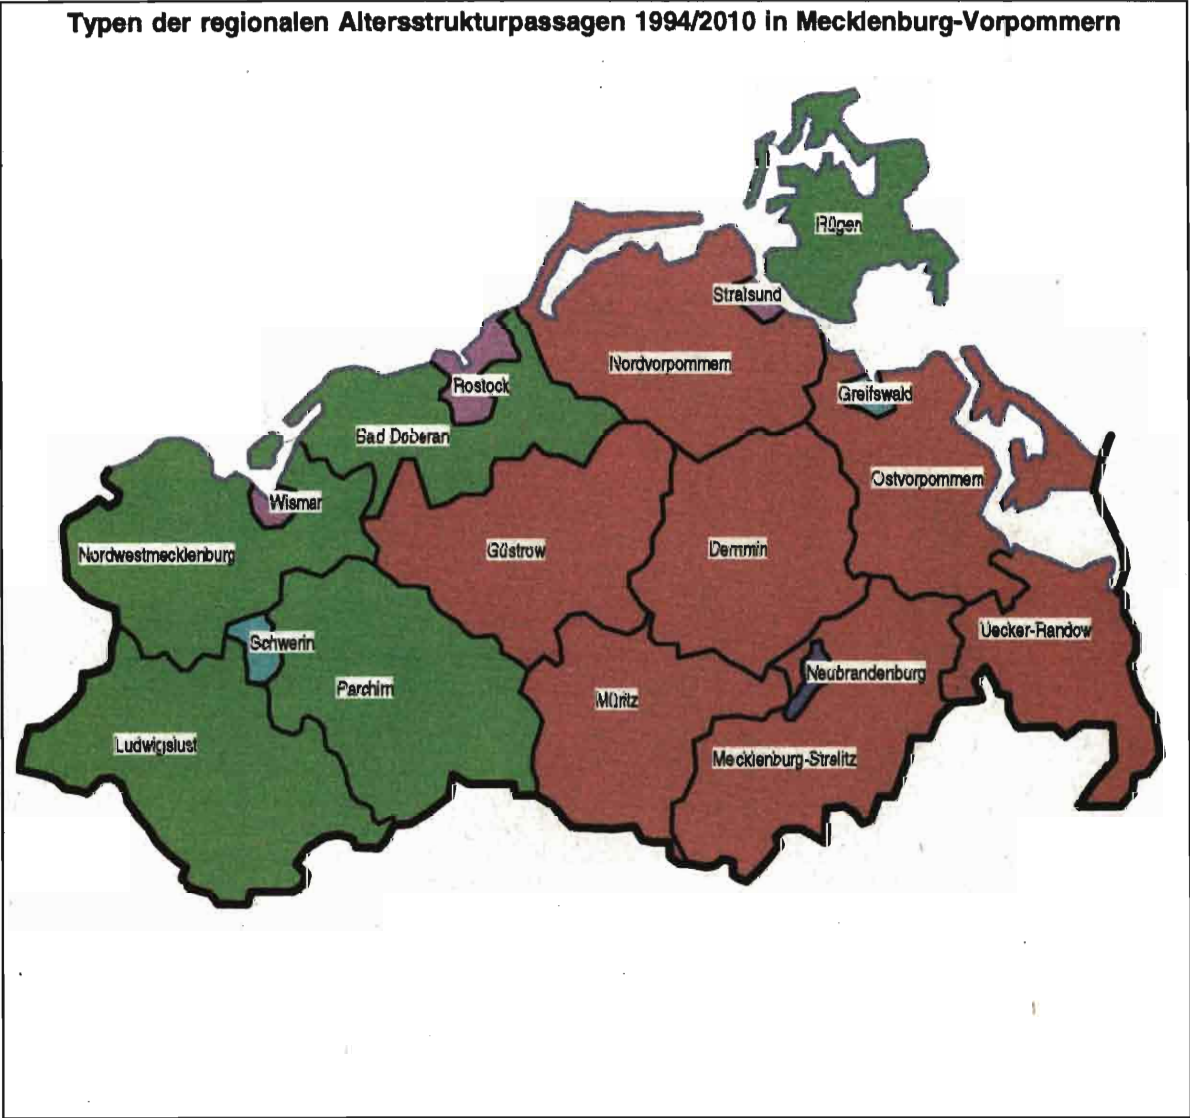 Typen der regionalen Altersstrukturpassagen 1994/2010 in Mecklenburg-Vorpommern
Rügen
Stralsund
Nordvorpommern
Rostock
Greifswald
Bad Doberan
Ostvorpommern
Wismar
Nordwestmecklenburg
Güstrow
Demmin
Uecker-Randow
Schwerin
Neubrandenburg
Parchim
Müritz
Ludwigslust
Mecklenburg-Strelitz